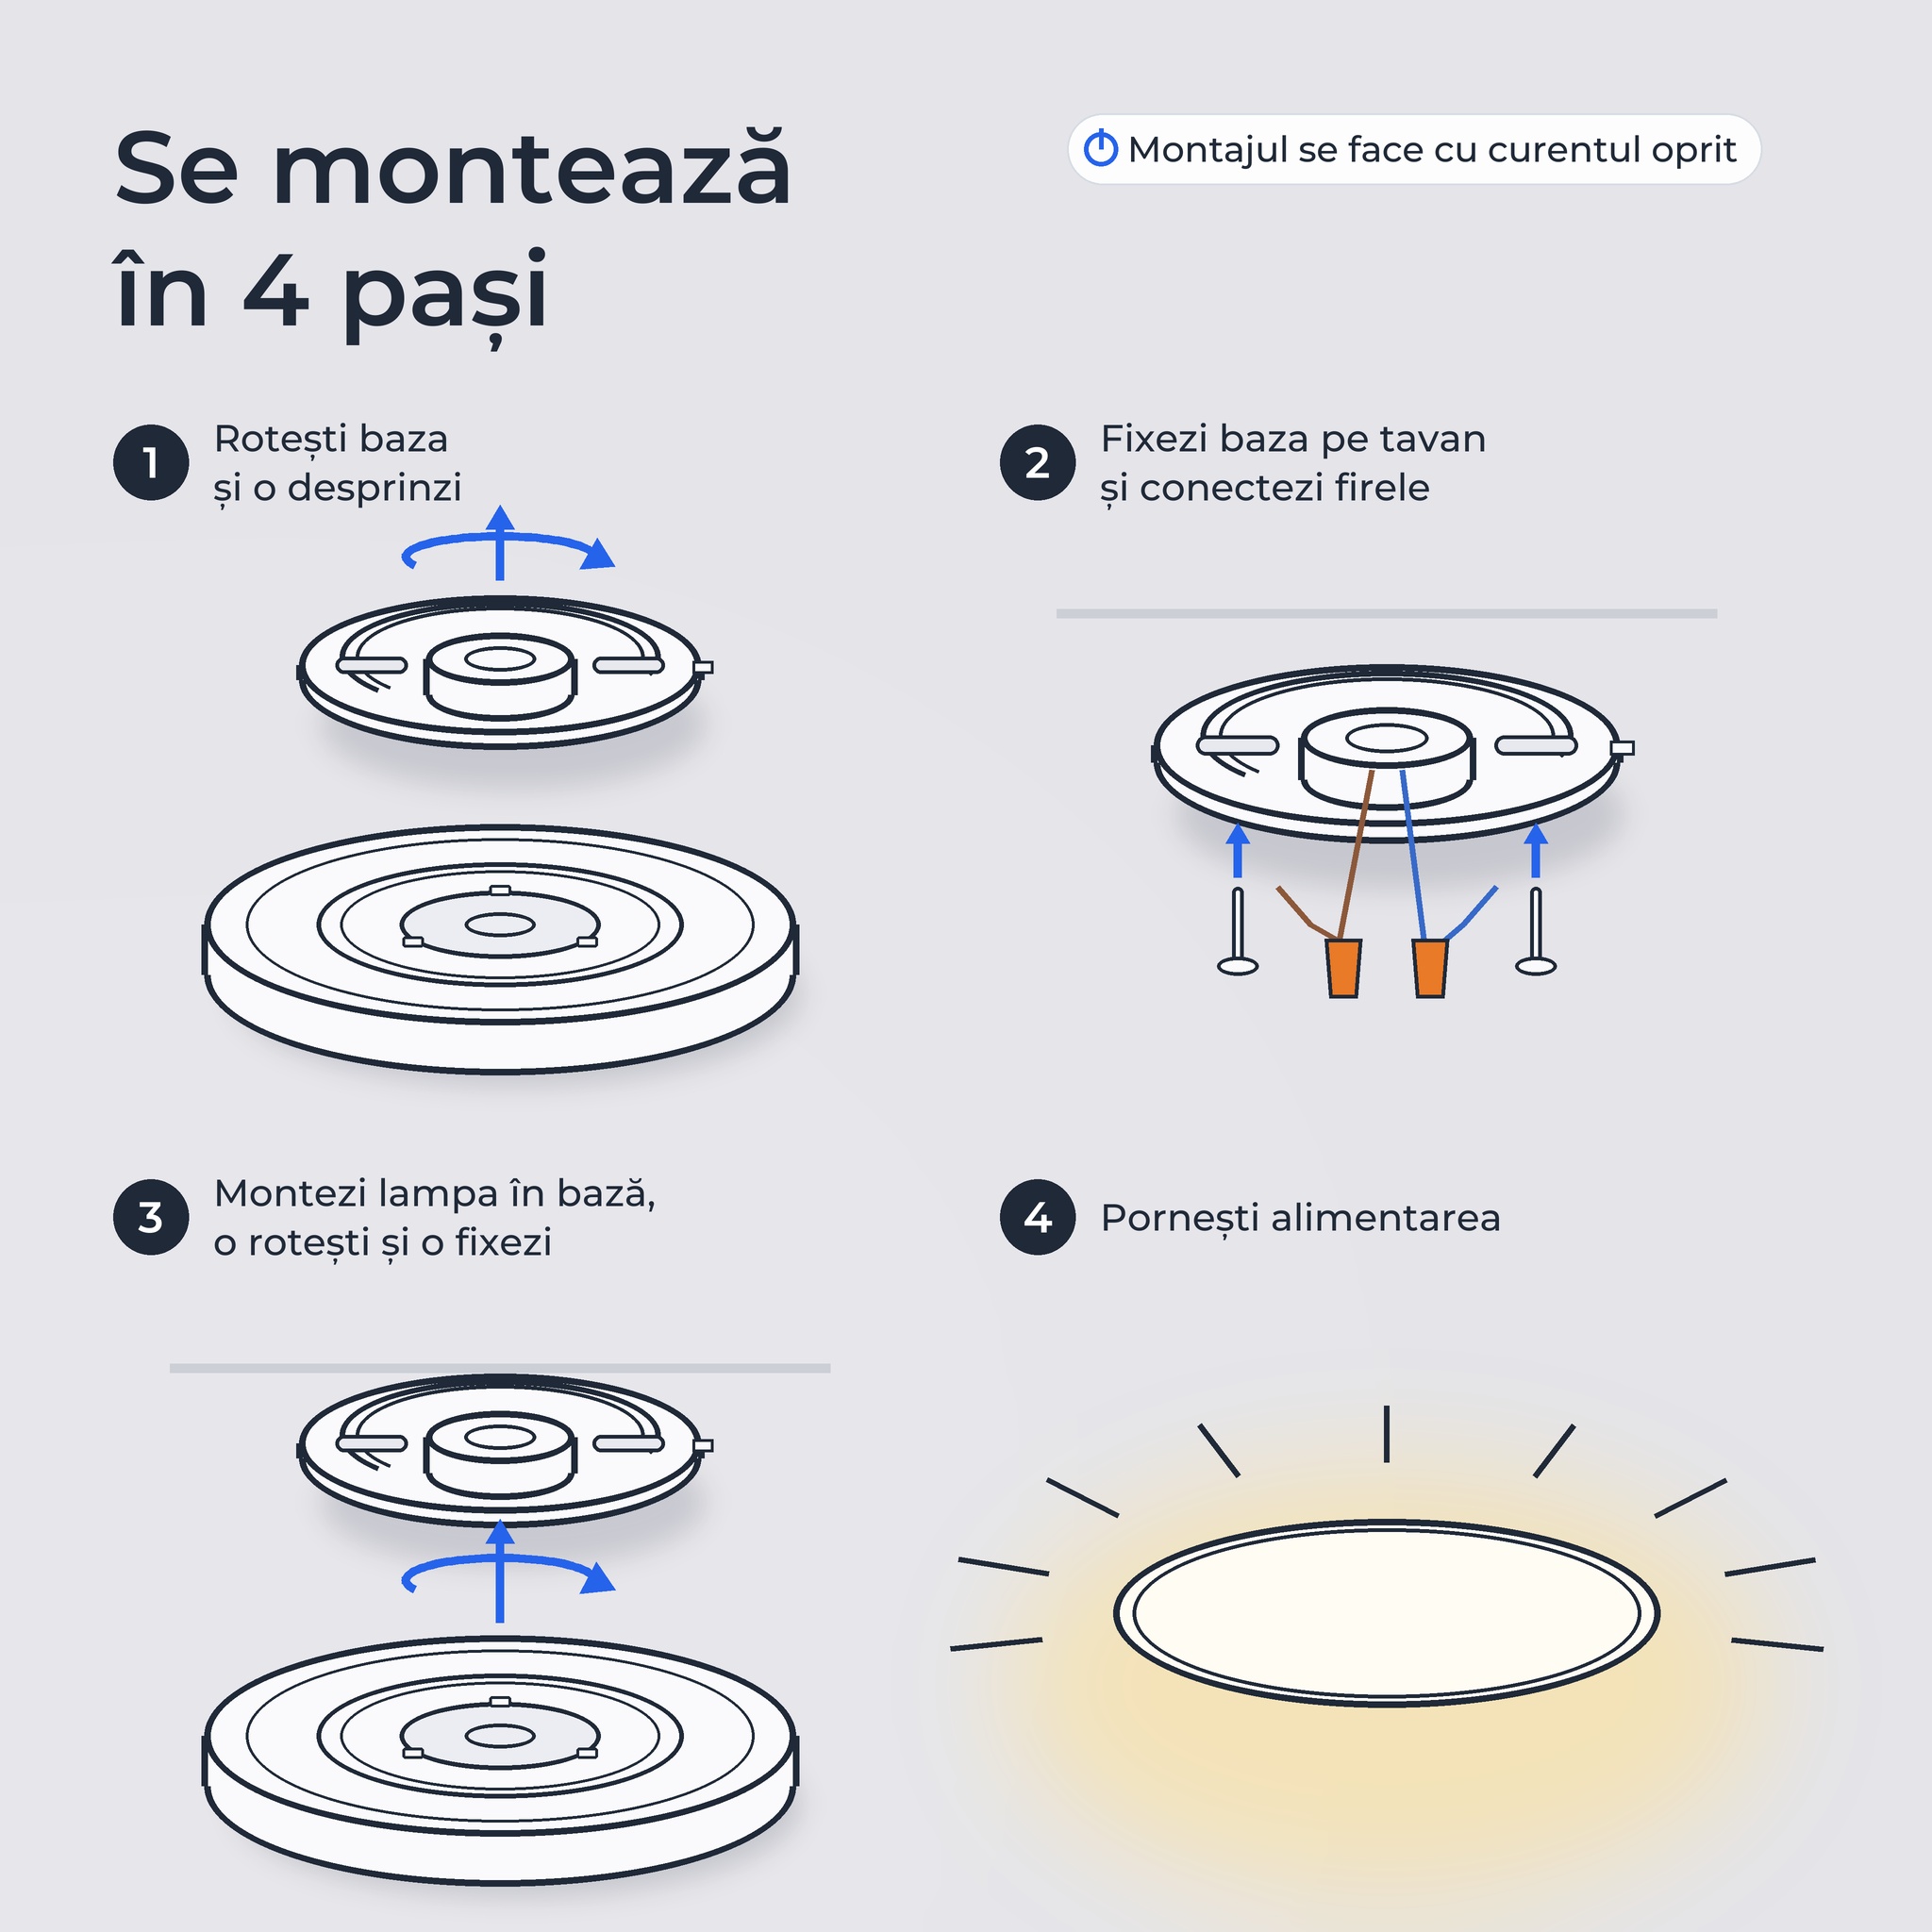 Se montează
în 4 pași
Montajul se face cu curentul oprit
1
Rotești baza
și o desprinzi
2
Fixezi baza pe tavan
și conectezi firele
3
Montezi lampa în bază,
o rotești și o fixezi
4
Pornești alimentarea